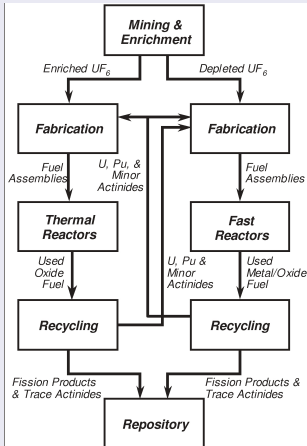 Mining &
Enrichment
Enriched UF6
Depleted UF6
Fabrication
Fabrication
Fuel
Assemblies
U, Pu, &
Minor
Actinides
Fuel
Assemblies
Thermal
Reactors
Fast
Reactors
Used
Oxide
Fuel
U, Pu &
Minor
Actinides
Used
Metal/Oxide
Fuel
Recycling
Recycling
Fission Products
& Trace Actinides
Fission Products &
Trace Actinides
Repository